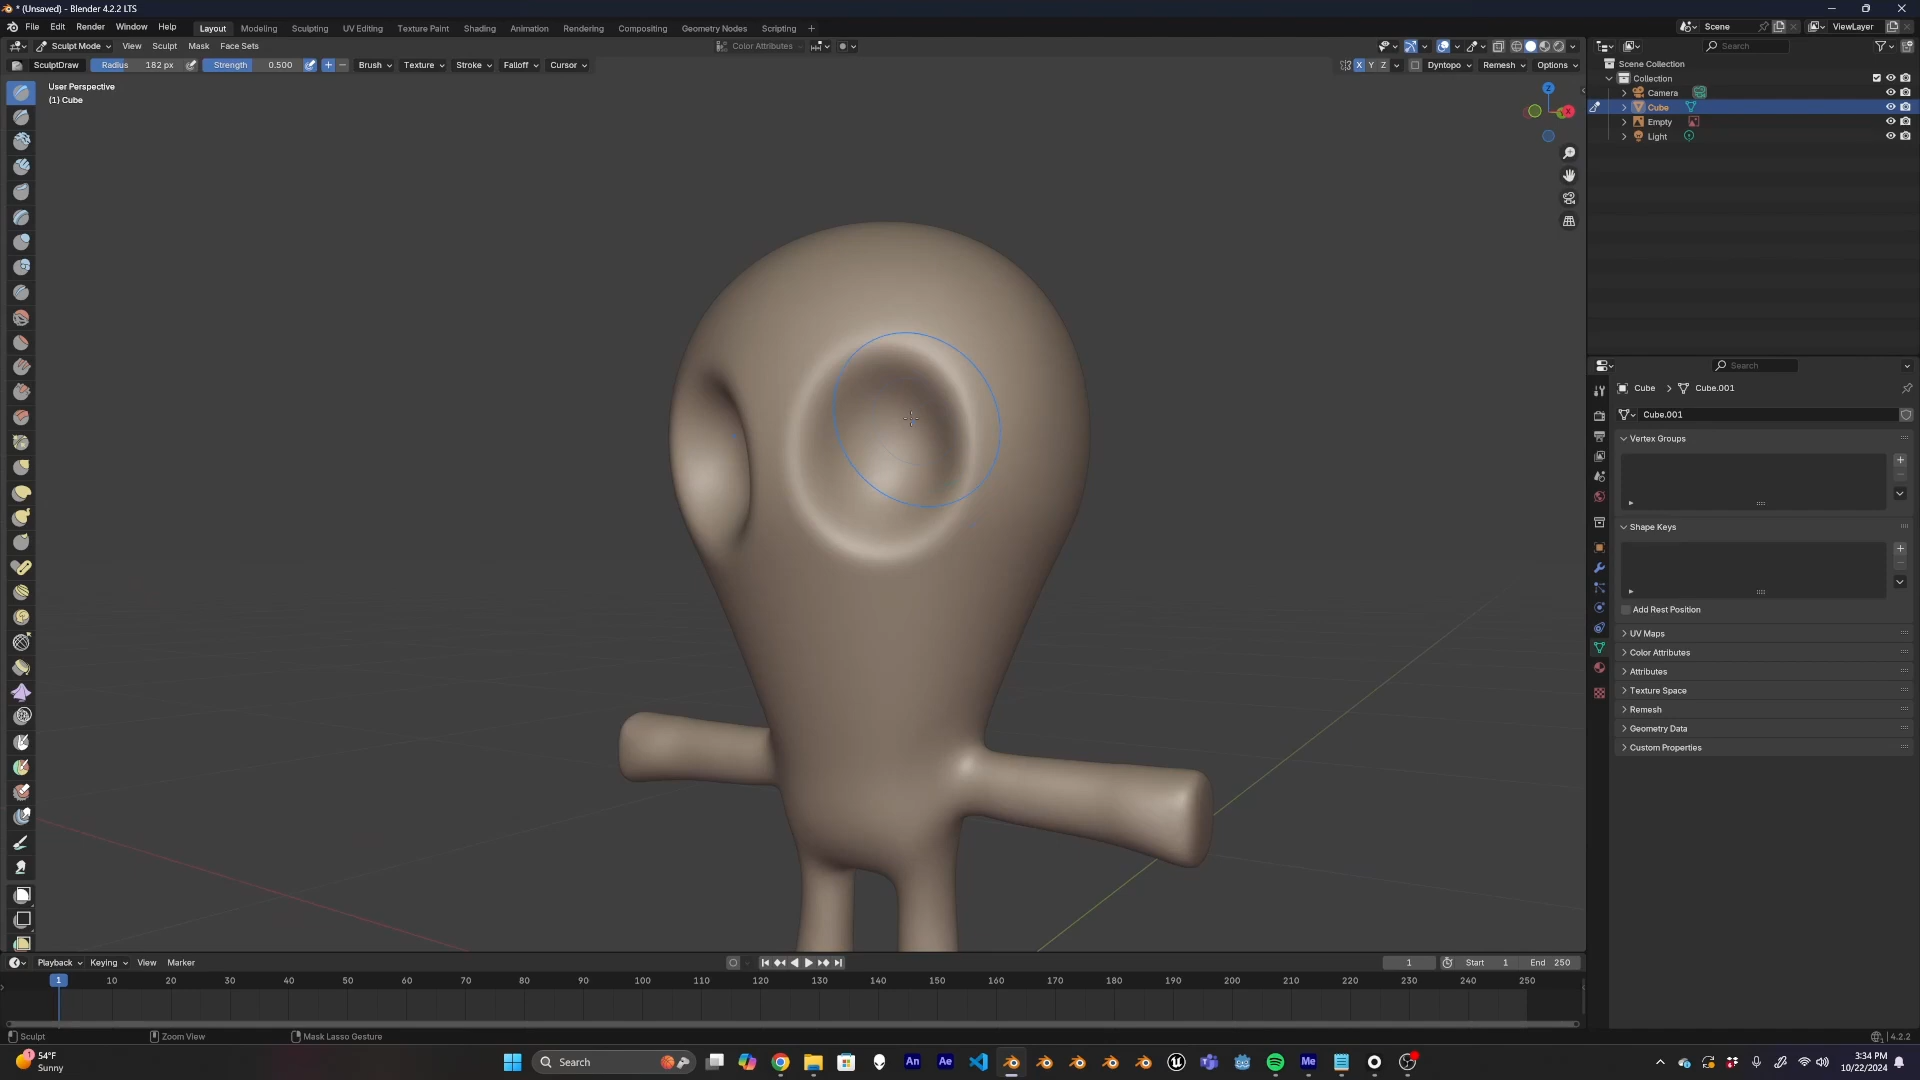 * (Unsaved) - Blender 4.2.2 LTS
File Edit Render Window Help Layout Modeling Sculpting UV Editing Texture Paint Shading Animation Rendering Compositing Geometry Nodes Scripting + Scene ViewLayer
Sculpt Mode View Sculpt Mask Face Sets Color Attributes Search
SculptDraw Radius 182 px Strength 0.500 Brush Texture Stroke Falloff Cursor X Y Z Dyntopo Remesh Options
Scene Collection
Collection
Camera
Cube
Empty
Light
User Perspective
(1) Cube
Z
X
Search
Cube > Cube.001
Cube.001
Vertex Groups
Shape Keys
Add Rest Position
UV Maps
Color Attributes
Attributes
Texture Space
Remesh
Geometry Data
Custom Properties
Playback Keying View Marker 1 Start 1 End 250
1 10 20 30 40 50 60 70 80 90 100 110 120 130 140 150 160 170 180 190 200 210 220 230 240 250
Sculpt Zoom View Mask Lasso Gesture 4.2.2
1 54°F
Sunny
Search
An Ae Me
3:34 PM
10/22/2024